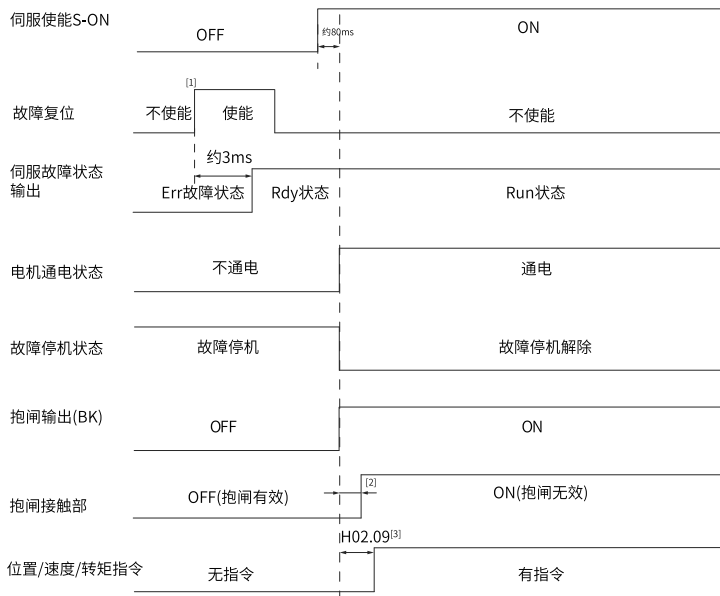 伺服使能S-ON
OFF
约80ms
ON
[1]
故障复位
不使能
使能
不使能
约3ms
伺服故障状态
输出
Err故障状态
Rdy状态
Run状态
电机通电状态
不通电
通电
故障停机状态
故障停机
故障停机解除
抱闸输出(BK)
OFF
ON
[2]
抱闸接触部
OFF(抱闸有效)
ON(抱闸无效)
H02.09[3]
位置/速度/转矩指令
无指令
有指令